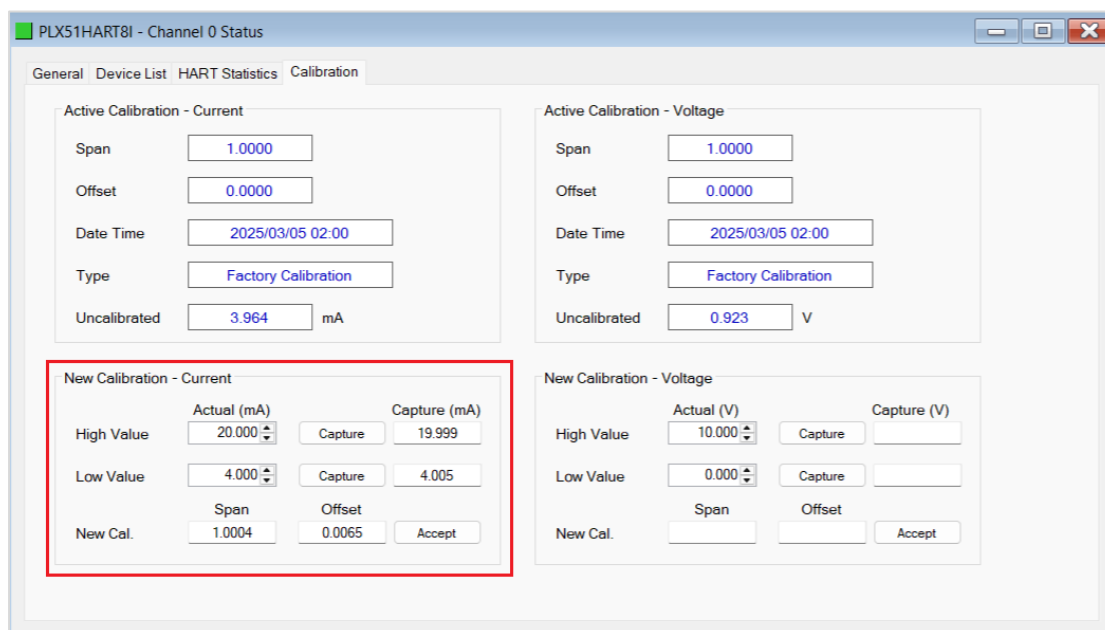 PLX51HART8I - Channel 0 Status
General Device List HART Statistics Calibration
Active Calibration - Current
Span 1.0000
Offset 0.0000
Date Time 2025/03/05 02:00
Type Factory Calibration
Uncalibrated 3.964 mA
Active Calibration - Voltage
Span 1.0000
Offset 0.0000
Date Time 2025/03/05 02:00
Type Factory Calibration
Uncalibrated 0.923 V
New Calibration - Current
Actual (mA) Capture (mA)
High Value 20.000 Capture 19.999
Low Value 4.000 Capture 4.005
Span Offset
New Cal. 1.0004 0.0065 Accept
New Calibration - Voltage
Actual (V) Capture (V)
High Value 10.000 Capture
Low Value 0.000 Capture
Span Offset
New Cal. Accept